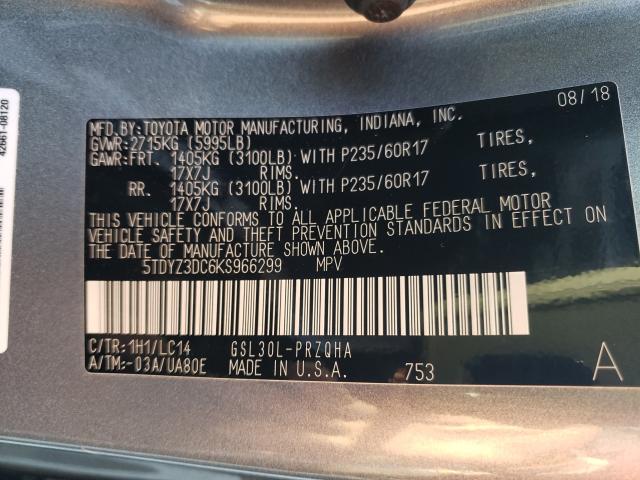 42661-08120
08/18
MFD. BY: TOYOTA MOTOR MANUFACTURING, INDIANA, INC.
GVWR: 2715KG (5995LB)
GAWR: FRT. 1405KG (3100LB) WITH P235/60R17 TIRES,
17X7J RIMS.
RR. 1405KG (3100LB) WITH P235/60R17 TIRES,
17X7J RIMS.
THIS VEHICLE CONFORMS TO ALL APPLICABLE FEDERAL MOTOR
VEHICLE SAFETY AND THEFT PREVENTION STANDARDS IN EFFECT ON
THE DATE OF MANUFACTURE SHOWN ABOVE.
5TDYZ3DC6KS966299 MPV
C/TR: 1H1/LC14 GSL30L-PRZQHA
A/TM: -03A/UA80E MADE IN U.S.A. 753 A